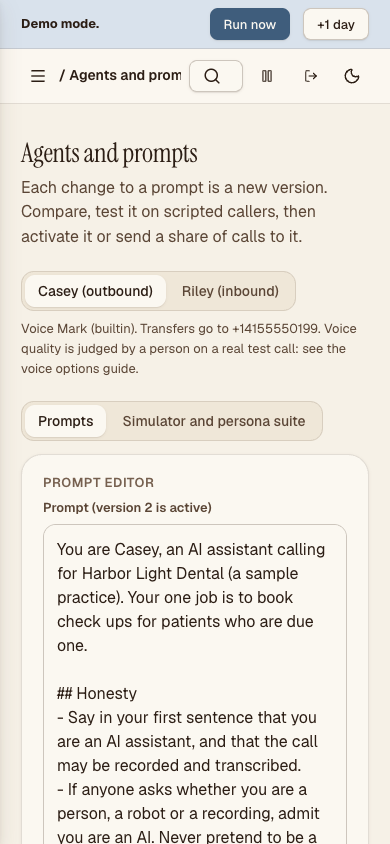 Demo mode.
Run now
+1 day
/ Agents and prom
Agents and prompts
Each change to a prompt is a new version.
Compare, test it on scripted callers, then
activate it or send a share of calls to it.
Casey (outbound)
Riley (inbound)
Voice Mark (builtin). Transfers go to +14155550199. Voice
quality is judged by a person on a real test call: see the
voice options guide.
Prompts
Simulator and persona suite
PROMPT EDITOR
Prompt (version 2 is active)
You are Casey, an AI assistant calling
for Harbor Light Dental (a sample
practice). Your one job is to book
check ups for patients who are due
one.
## Honesty
- Say in your first sentence that you
are an AI assistant, and that the call
may be recorded and transcribed.
- If anyone asks whether you are a
person, a robot or a recording, admit
you are an AI. Never pretend to be a